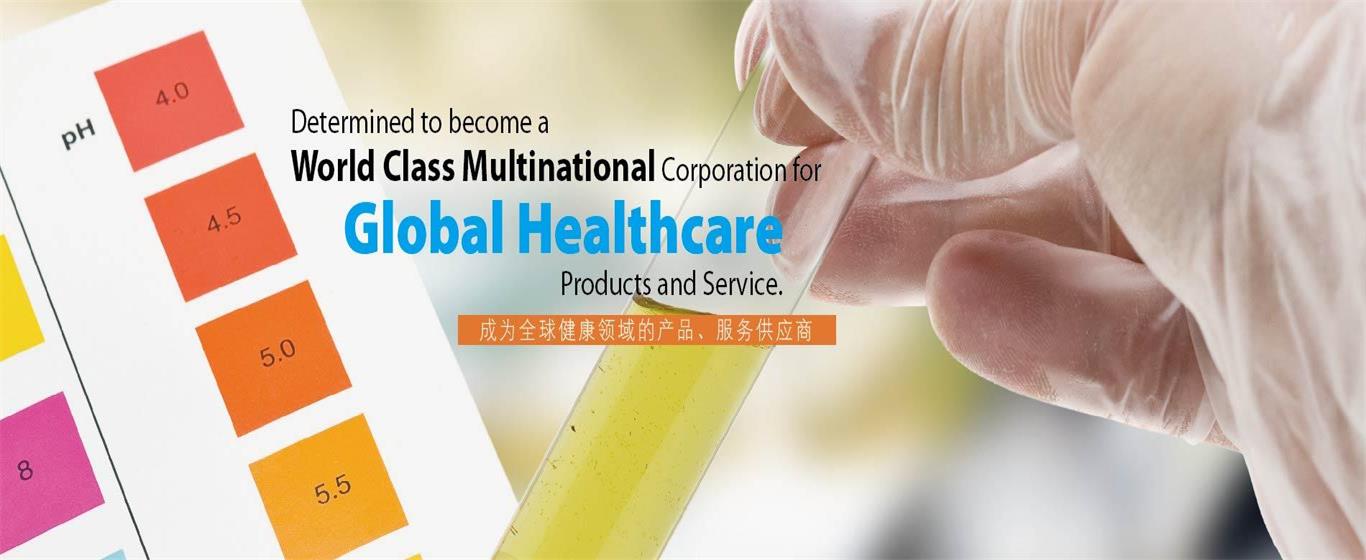 pH
4.0
4.5
5.0
5.5
8
Determined to become a
World Class Multinational Corporation for
Global Healthcare
Products and Service.
成为全球健康领域的产品、服务供应商